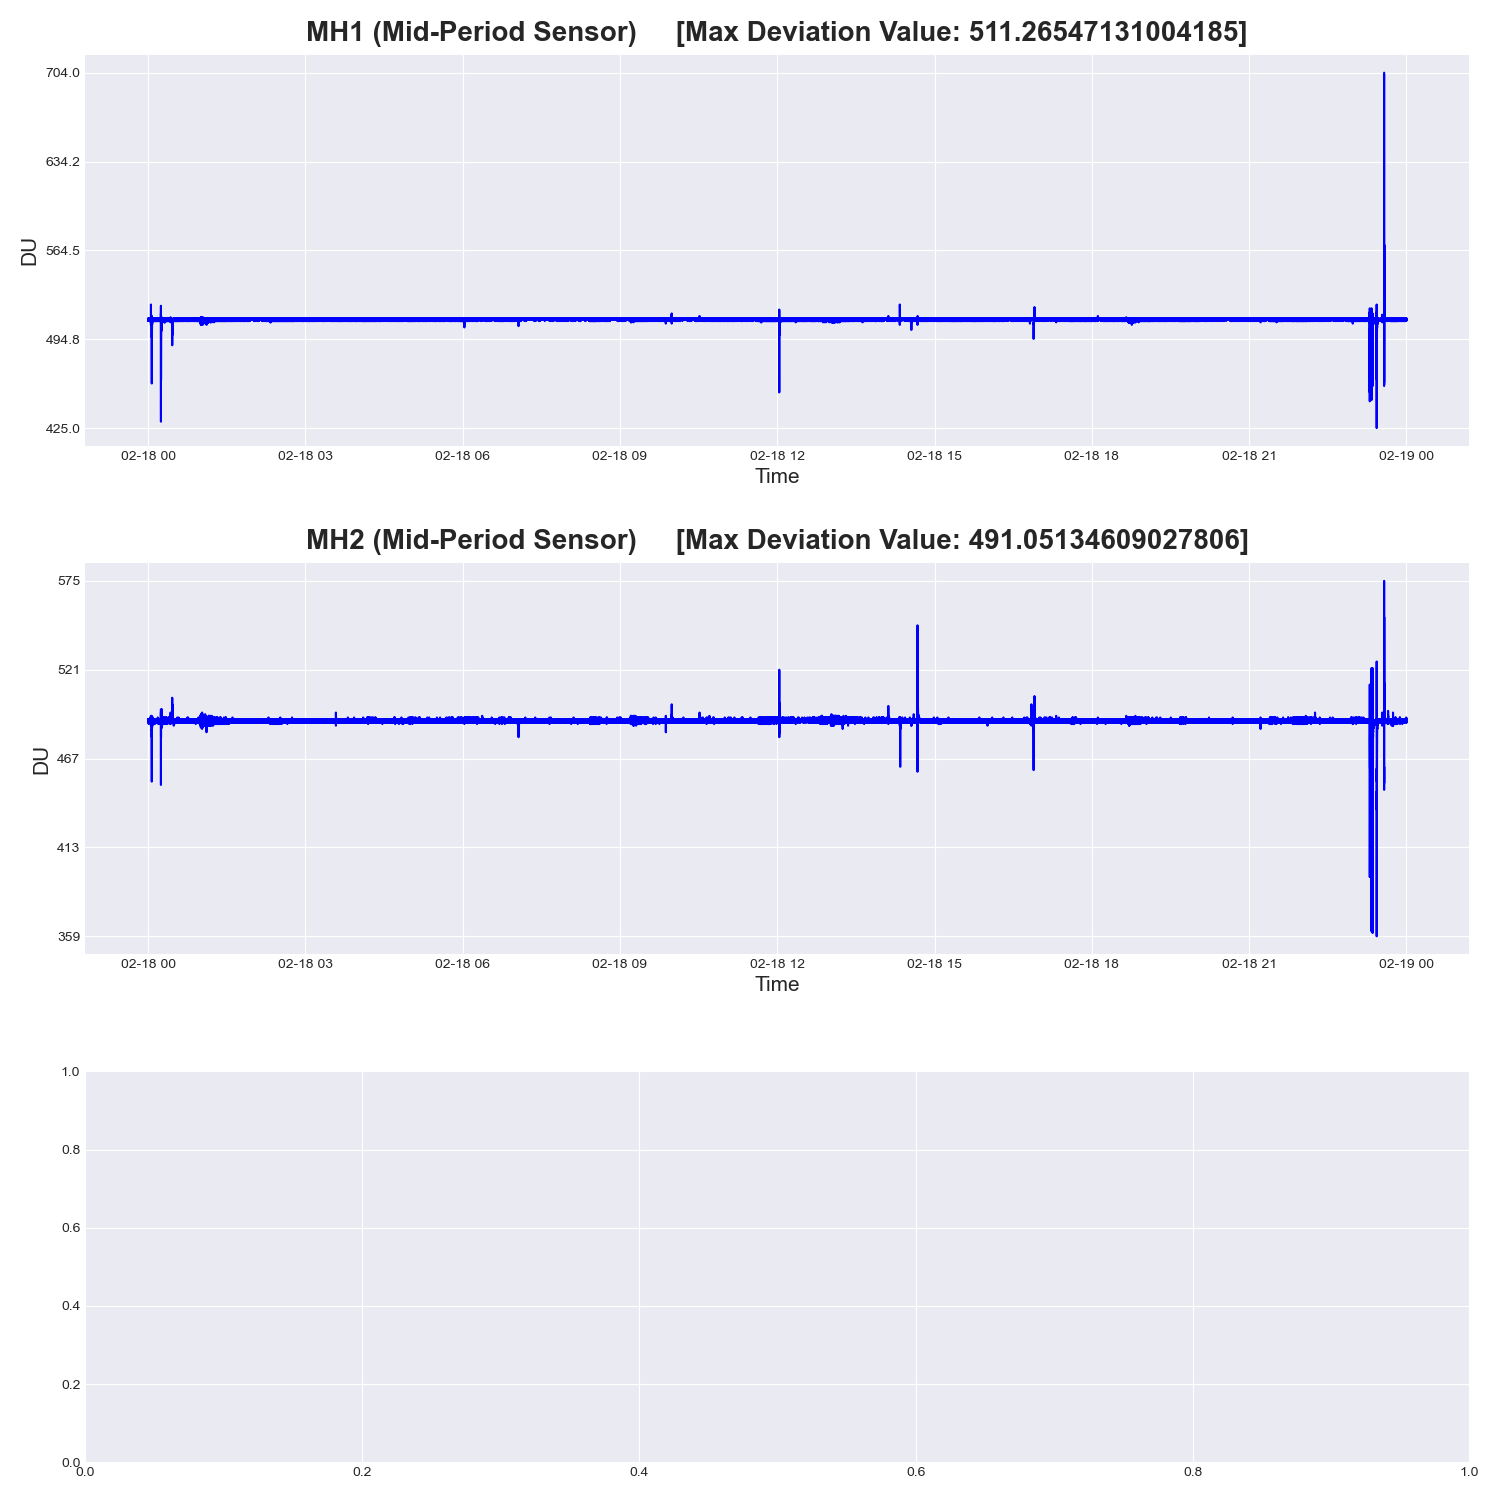 MH1 (Mid-Period Sensor) [Max Deviation Value: 511.26547131004185]
704.0
634.2
564.5
494.8
425.0
DU
02-18 00 02-18 03 02-18 06 02-18 09 02-18 12 02-18 15 02-18 18 02-18 21 02-19 00
Time
MH2 (Mid-Period Sensor) [Max Deviation Value: 491.05134609027806]
575
521
467
413
359
DU
02-18 00 02-18 03 02-18 06 02-18 09 02-18 12 02-18 15 02-18 18 02-18 21 02-19 00
Time
1.0
0.8
0.6
0.4
0.2
0.0
0.0 0.2 0.4 0.6 0.8 1.0